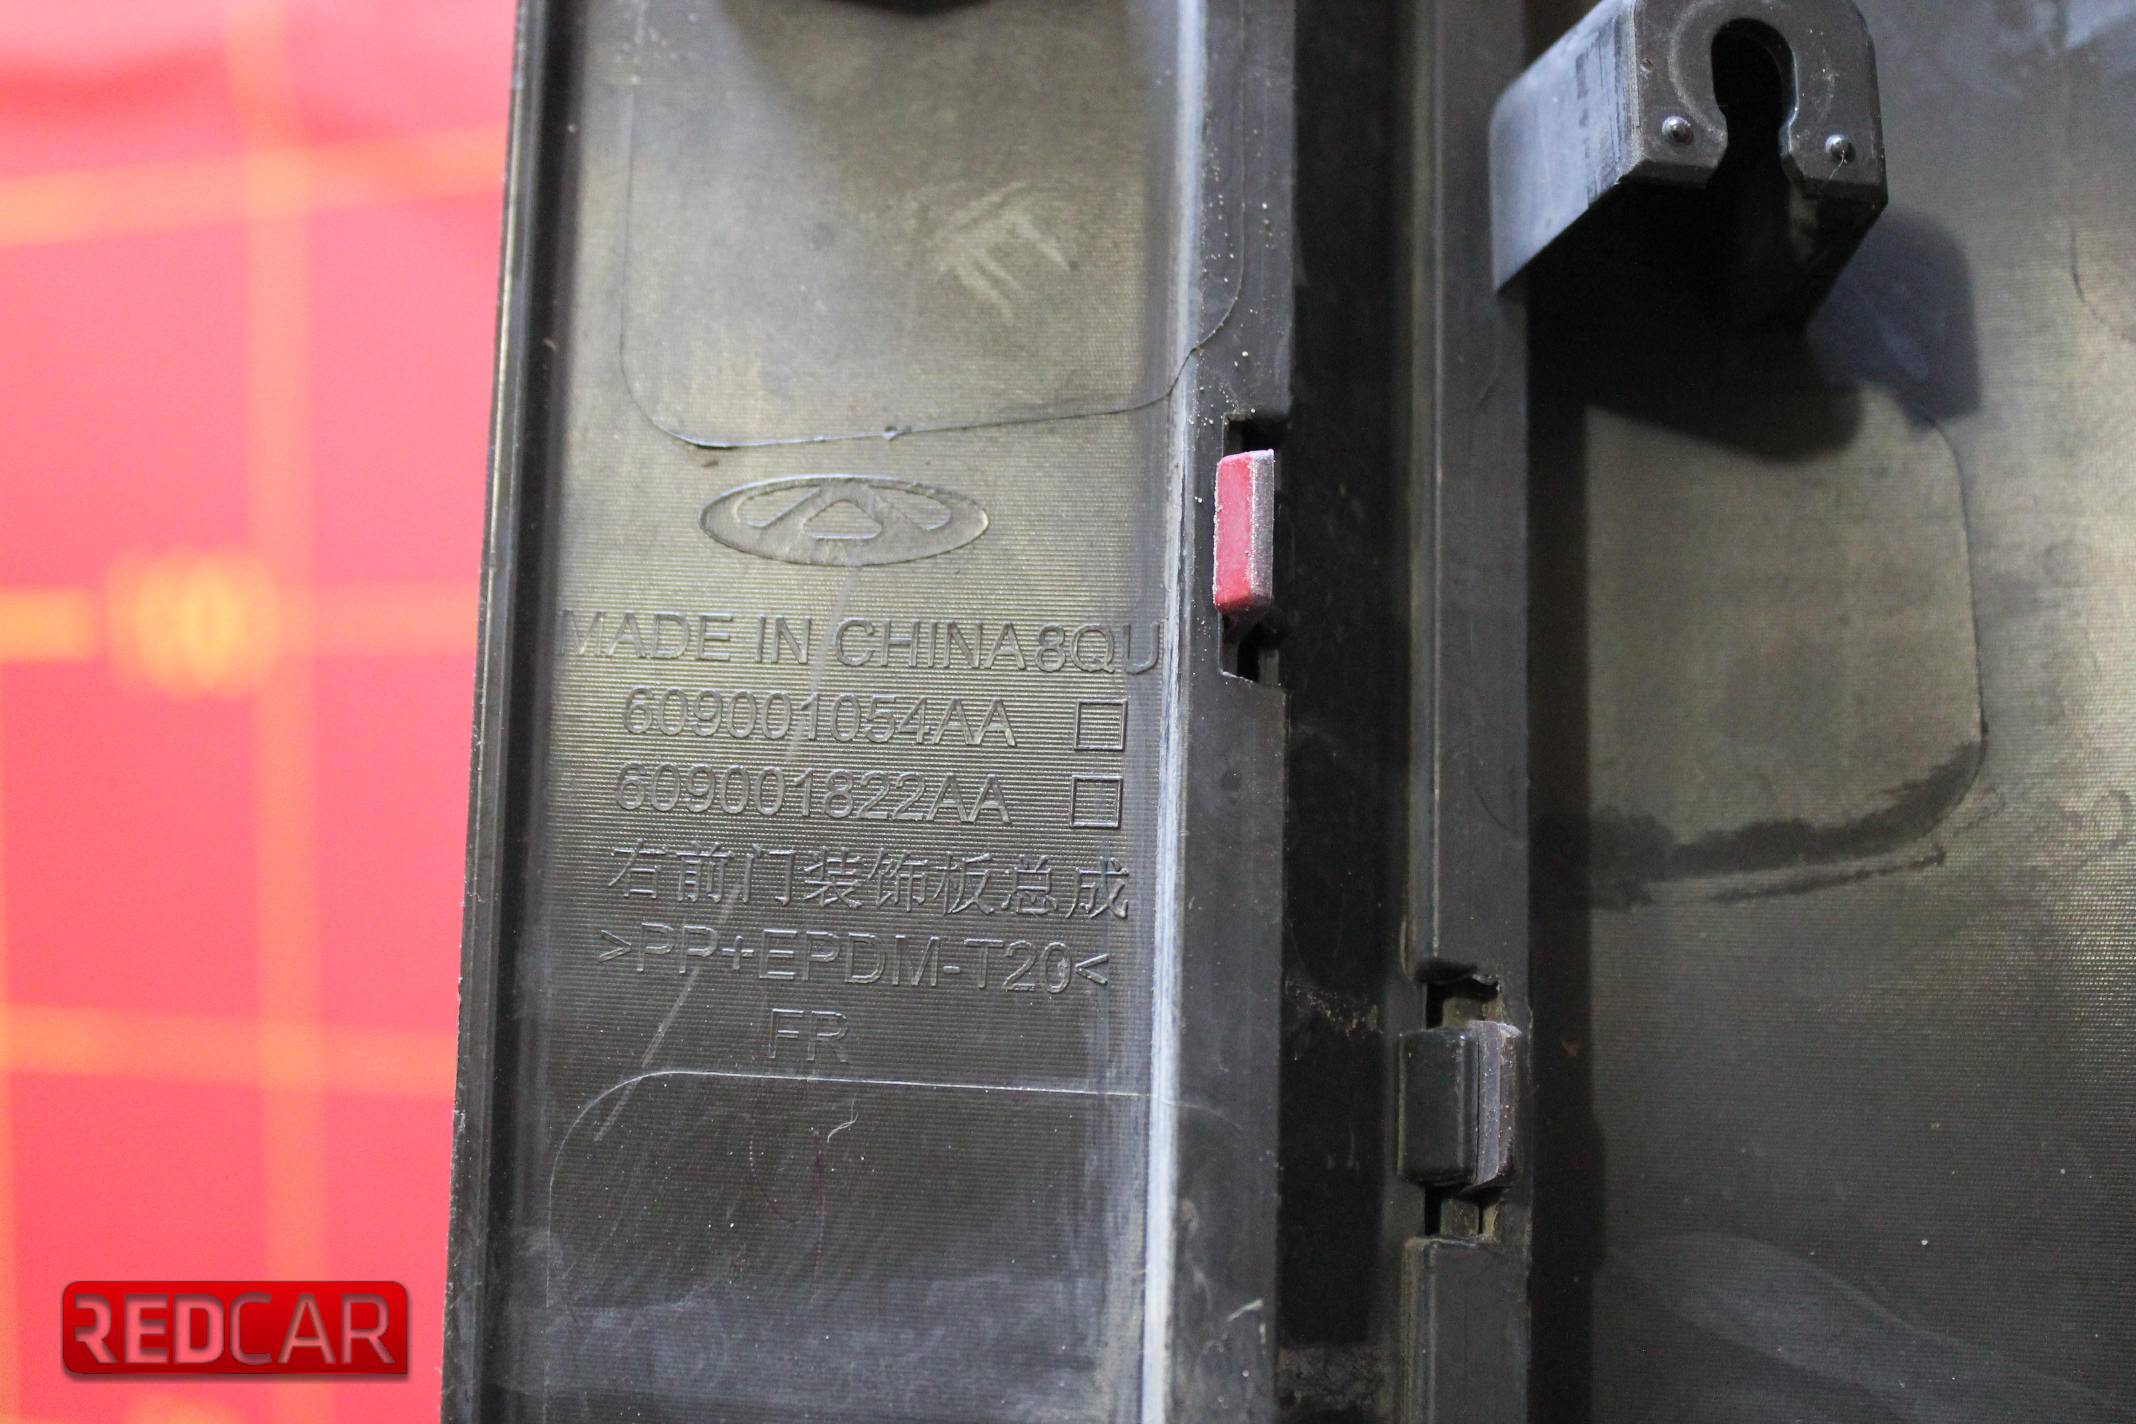 MADE IN CHINA8QU
609001054AA □
609001822AA □
右前门装饰板总成
>PP+EPDM-T20<
FR
REDCAR